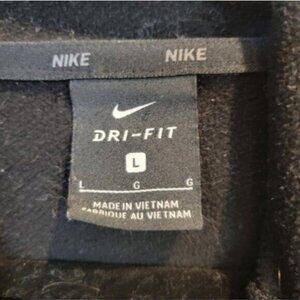 NIKE NIKE
DRI-FIT
L
L G G
MADE IN VIETNAM
FABRIQUE AU VIETNAM